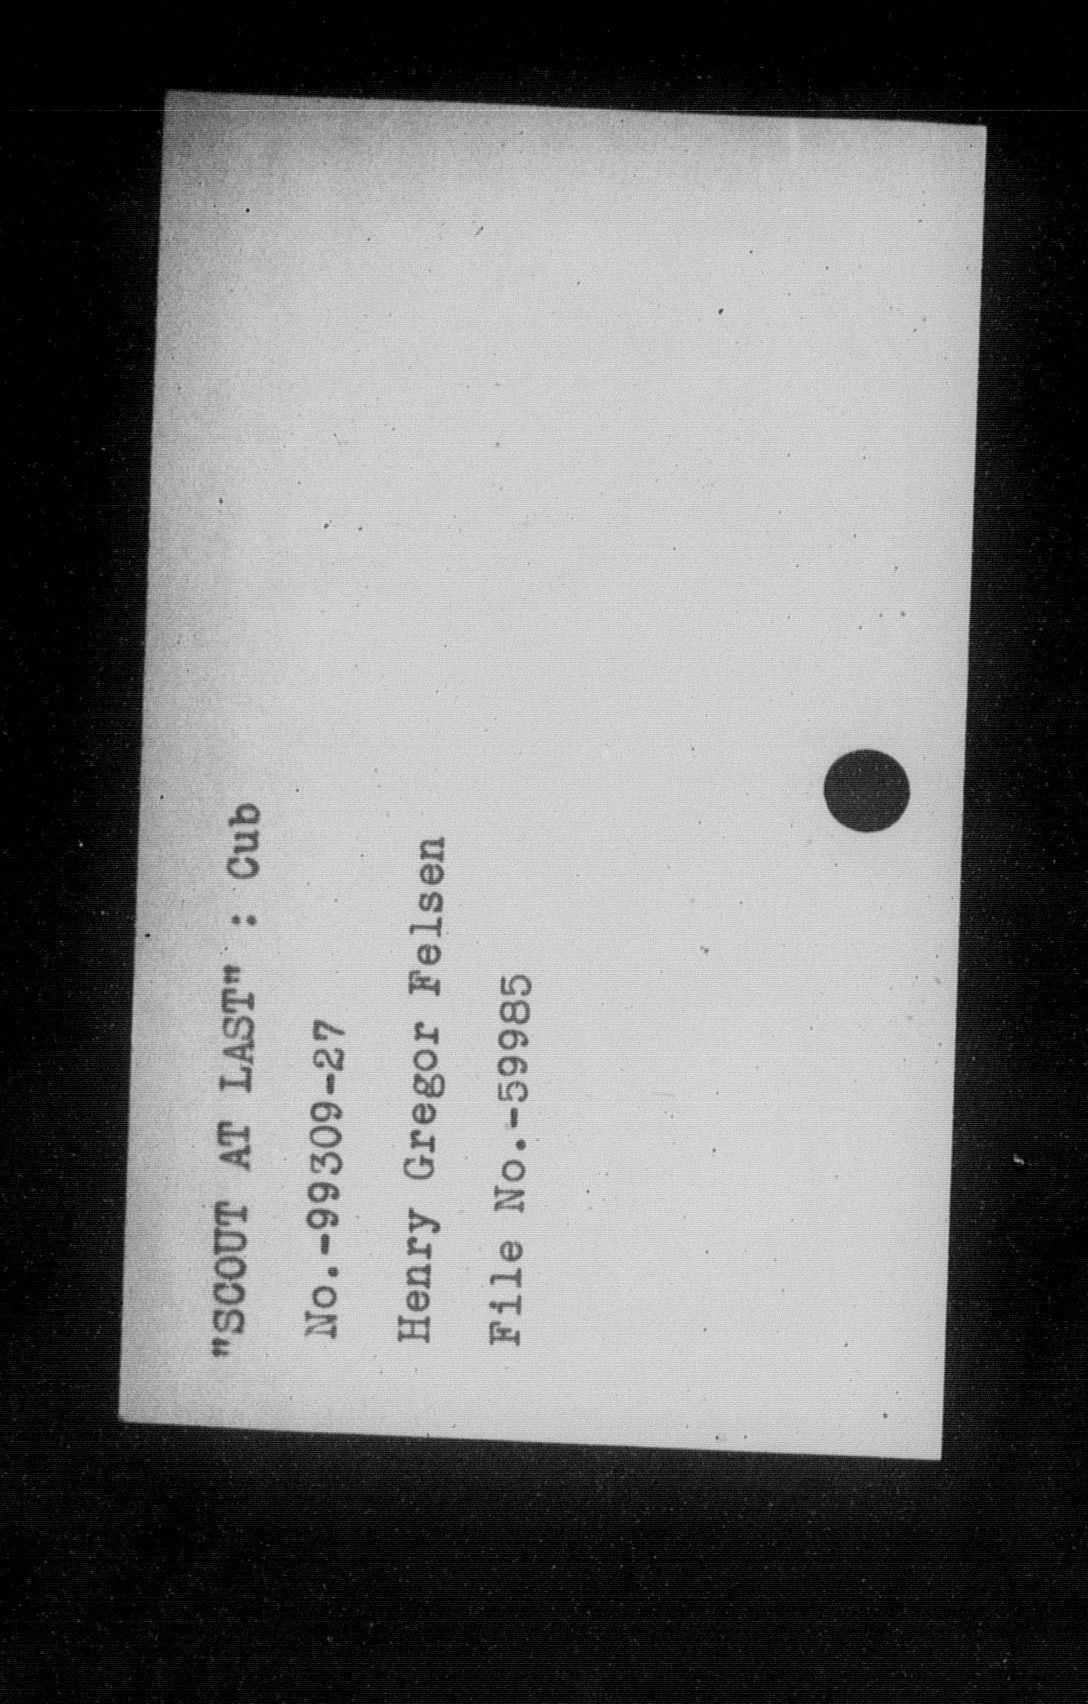 "SCOUT AT LAST" : Cub
No.-99309-27
Henry Gregor Felsen
File No.-59985